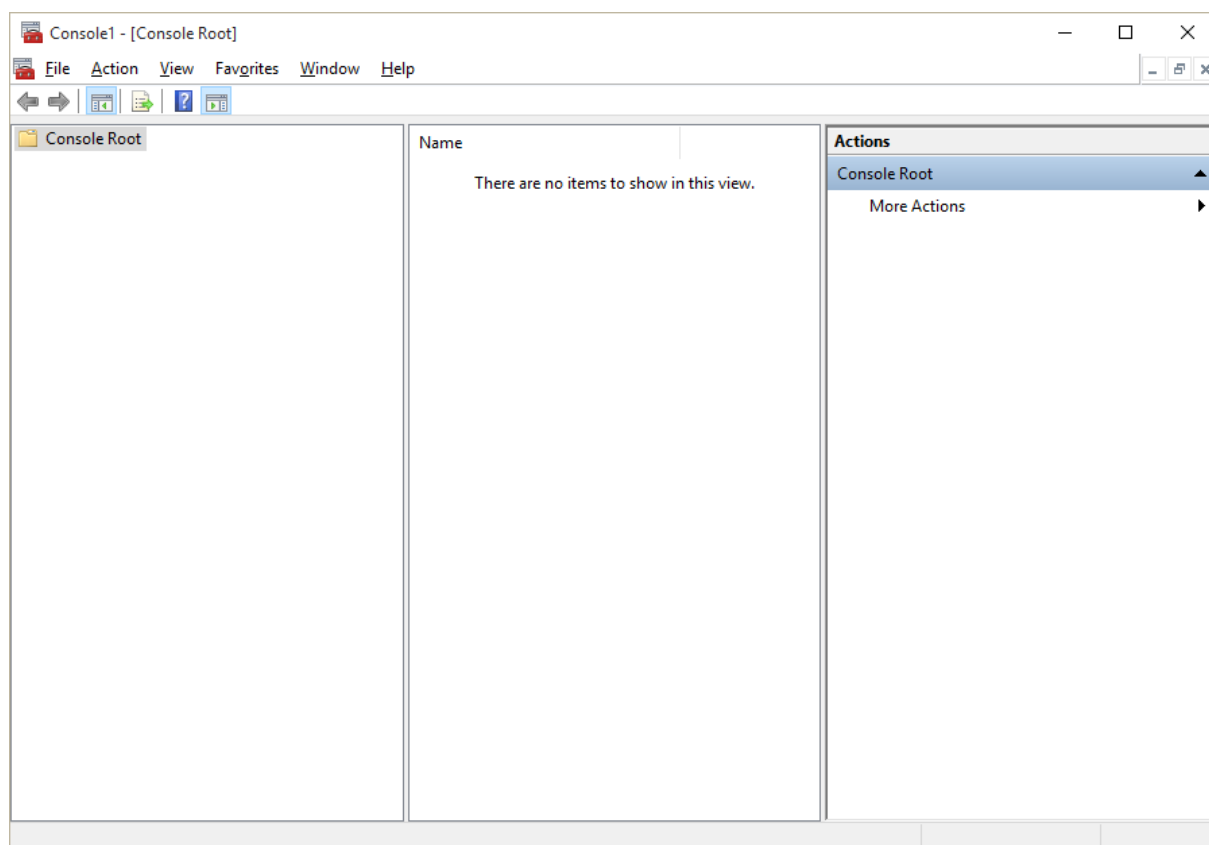 Console1 - [Console Root]
File Action View Favorites Window Help
Console Root
Name
There are no items to show in this view.
Actions
Console Root
More Actions